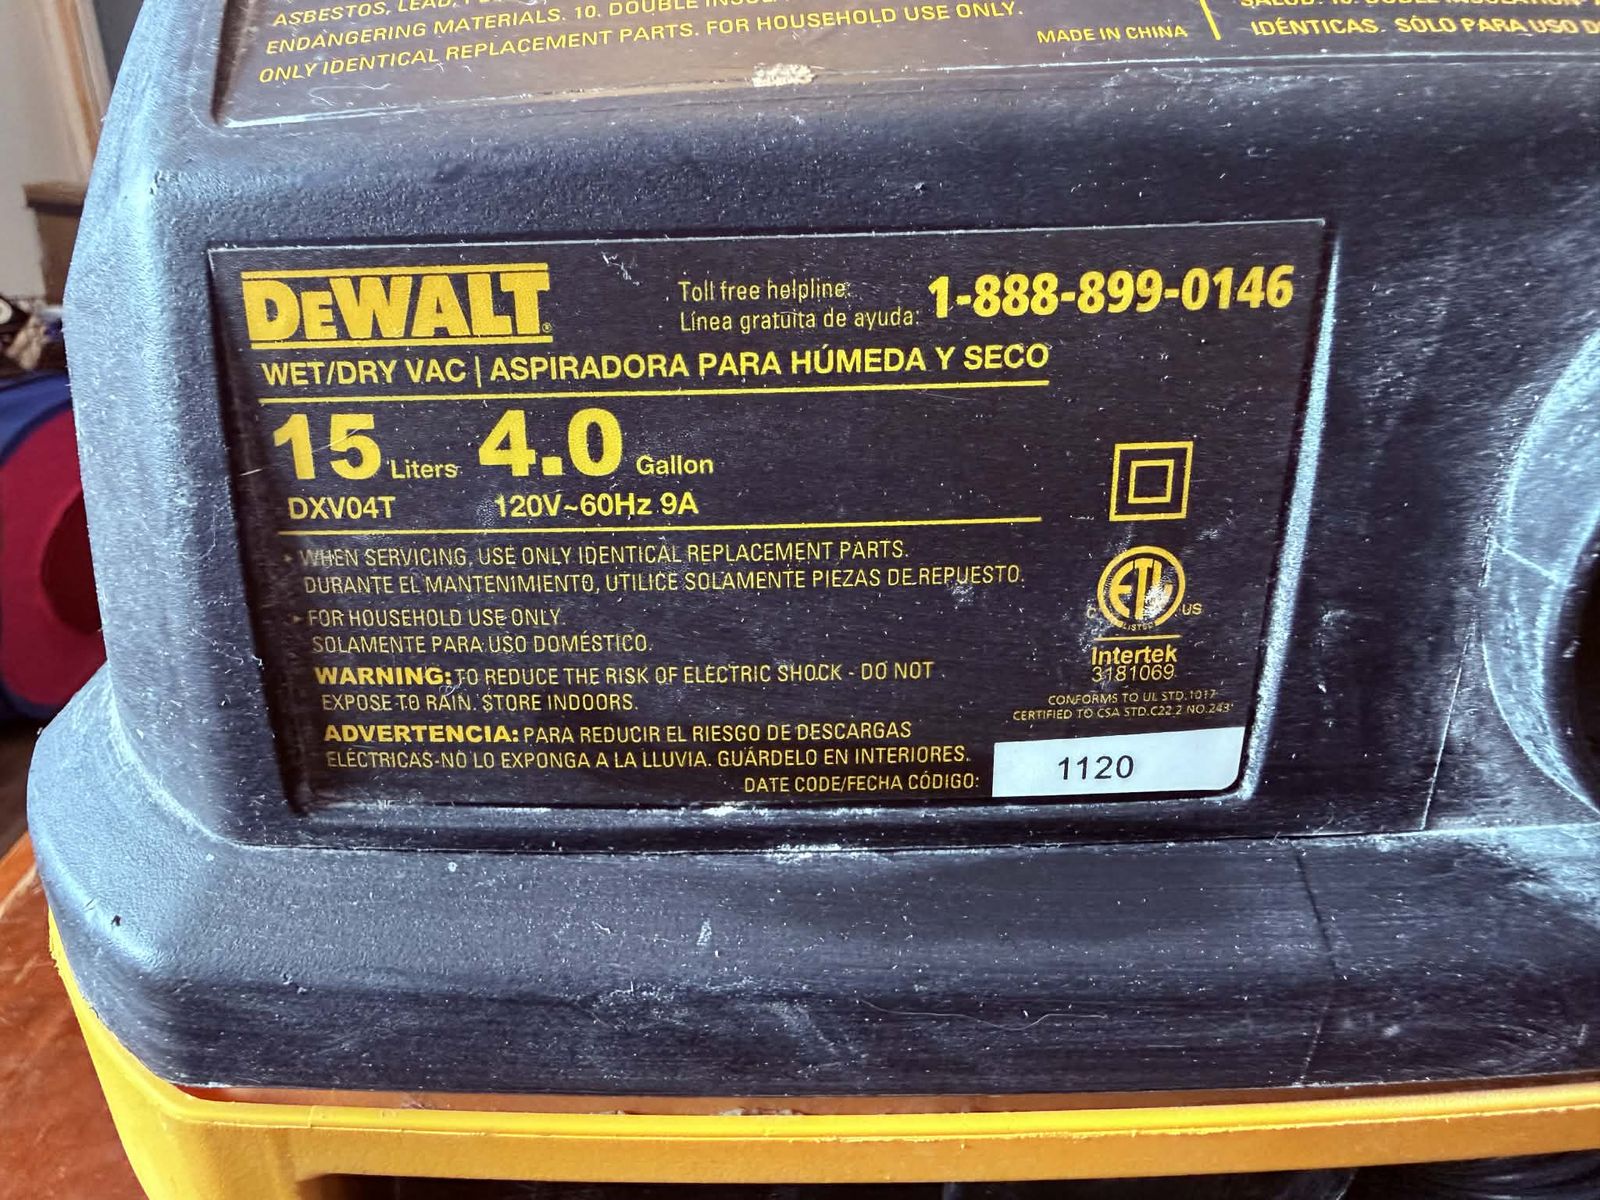 ASBESTOS, LEAD,
ENDANGERING MATERIALS. 10. DOUBLE
ONLY IDENTICAL REPLACEMENT PARTS. FOR HOUSEHOLD USE ONLY.
MADE IN CHINA
IDÉNTICAS. SÓLO PARA USO
DEWALT®
Toll free helpline:
Línea gratuita de ayuda:
1-888-899-0146
WET/DRY VAC | ASPIRADORA PARA HÚMEDA Y SECO
15 Liters 4.0 Gallon
DXV04T 120V~60Hz 9A
▸ WHEN SERVICING, USE ONLY IDENTICAL REPLACEMENT PARTS.
DURANTE EL MANTENIMIENTO, UTILICE SOLAMENTE PIEZAS DE REPUESTO.
▸ FOR HOUSEHOLD USE ONLY.
SOLAMENTE PARA USO DOMÉSTICO.
WARNING: TO REDUCE THE RISK OF ELECTRIC SHOCK - DO NOT
EXPOSE TO RAIN. STORE INDOORS.
ADVERTENCIA: PARA REDUCIR EL RIESGO DE DESCARGAS
ELÉCTRICAS-NO LO EXPONGA A LA LLUVIA. GUÁRDELO EN INTERIORES.
ETL
C US
LISTED
Intertek
3181069
CONFORMS TO UL STD.1017
CERTIFIED TO CSA STD.C22.2 NO.243
DATE CODE/FECHA CÓDIGO: 1120